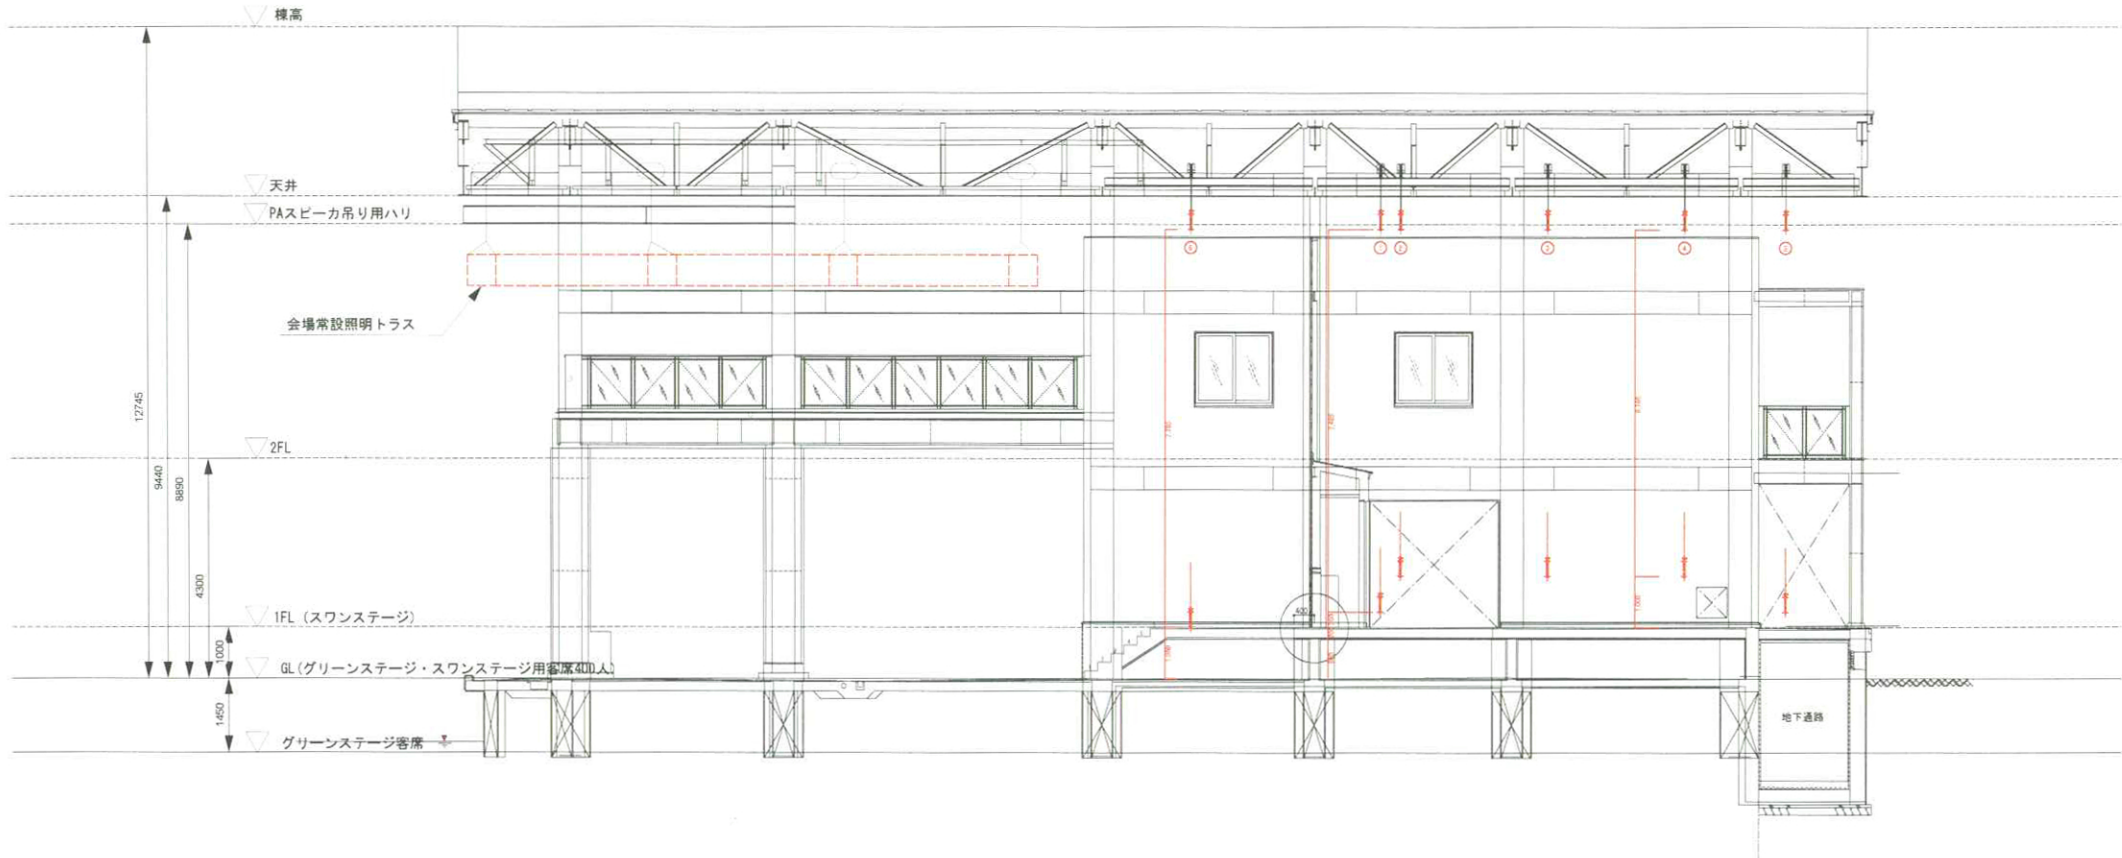 棟高
天井
PAスピーカ吊り用ハリ
会場常設照明トラス
2FL
1FL (スワンステージ)
GL(グリーンステージ・スワンステージ用客席400人)
グリーンステージ客席
12745
9440
8890
4300
1000
1450
400
1,000
1,000
地下通路